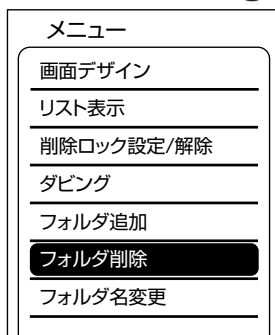 メニュー
画面デザイン
リスト表示
削除ロック設定/解除
ダビング
フォルダ追加
フォルダ削除
フォルダ名変更